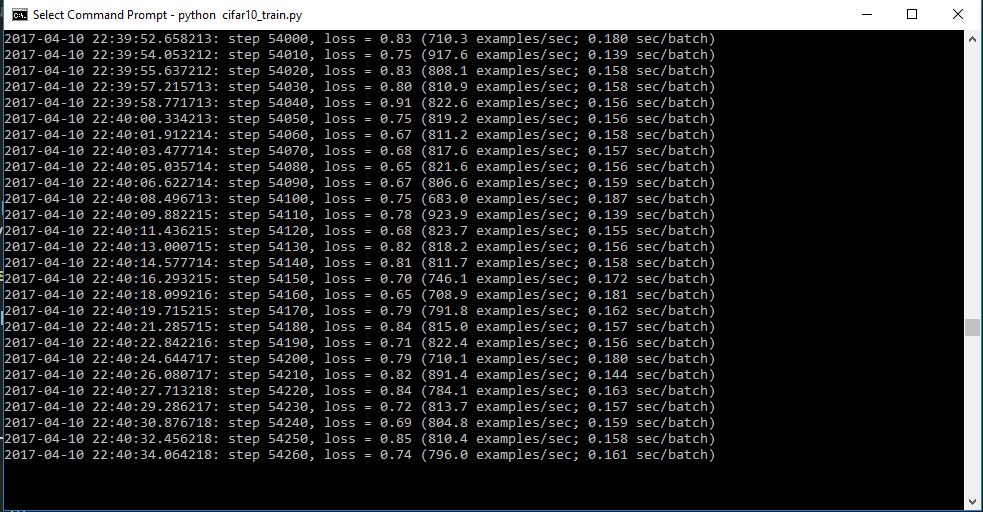 Select Command Prompt - python  cifar10_train.py
2017-04-10 22:39:52.658213: step 54000, loss = 0.83 (710.3 examples/sec; 0.180 sec/batch)
2017-04-10 22:39:54.053212: step 54010, loss = 0.75 (917.6 examples/sec; 0.139 sec/batch)
2017-04-10 22:39:55.637212: step 54020, loss = 0.83 (808.1 examples/sec; 0.158 sec/batch)
2017-04-10 22:39:57.215713: step 54030, loss = 0.80 (810.9 examples/sec; 0.158 sec/batch)
2017-04-10 22:39:58.771713: step 54040, loss = 0.91 (822.6 examples/sec; 0.156 sec/batch)
2017-04-10 22:40:00.334213: step 54050, loss = 0.75 (819.2 examples/sec; 0.156 sec/batch)
2017-04-10 22:40:01.912214: step 54060, loss = 0.67 (811.2 examples/sec; 0.158 sec/batch)
2017-04-10 22:40:03.477714: step 54070, loss = 0.68 (817.6 examples/sec; 0.157 sec/batch)
2017-04-10 22:40:05.035714: step 54080, loss = 0.65 (821.6 examples/sec; 0.156 sec/batch)
2017-04-10 22:40:06.622714: step 54090, loss = 0.67 (806.6 examples/sec; 0.159 sec/batch)
2017-04-10 22:40:08.496713: step 54100, loss = 0.75 (683.0 examples/sec; 0.187 sec/batch)
2017-04-10 22:40:09.882215: step 54110, loss = 0.78 (923.9 examples/sec; 0.139 sec/batch)
2017-04-10 22:40:11.436215: step 54120, loss = 0.68 (823.7 examples/sec; 0.155 sec/batch)
2017-04-10 22:40:13.000715: step 54130, loss = 0.82 (818.2 examples/sec; 0.156 sec/batch)
2017-04-10 22:40:14.577714: step 54140, loss = 0.81 (811.7 examples/sec; 0.158 sec/batch)
2017-04-10 22:40:16.293215: step 54150, loss = 0.70 (746.1 examples/sec; 0.172 sec/batch)
2017-04-10 22:40:18.099216: step 54160, loss = 0.65 (708.9 examples/sec; 0.181 sec/batch)
2017-04-10 22:40:19.715215: step 54170, loss = 0.79 (791.8 examples/sec; 0.162 sec/batch)
2017-04-10 22:40:21.285715: step 54180, loss = 0.84 (815.0 examples/sec; 0.157 sec/batch)
2017-04-10 22:40:22.842216: step 54190, loss = 0.71 (822.4 examples/sec; 0.156 sec/batch)
2017-04-10 22:40:24.644717: step 54200, loss = 0.79 (710.1 examples/sec; 0.180 sec/batch)
2017-04-10 22:40:26.080717: step 54210, loss = 0.82 (891.4 examples/sec; 0.144 sec/batch)
2017-04-10 22:40:27.713218: step 54220, loss = 0.84 (784.1 examples/sec; 0.163 sec/batch)
2017-04-10 22:40:29.286217: step 54230, loss = 0.72 (813.7 examples/sec; 0.157 sec/batch)
2017-04-10 22:40:30.876718: step 54240, loss = 0.69 (804.8 examples/sec; 0.159 sec/batch)
2017-04-10 22:40:32.456218: step 54250, loss = 0.85 (810.4 examples/sec; 0.158 sec/batch)
2017-04-10 22:40:34.064218: step 54260, loss = 0.74 (796.0 examples/sec; 0.161 sec/batch)